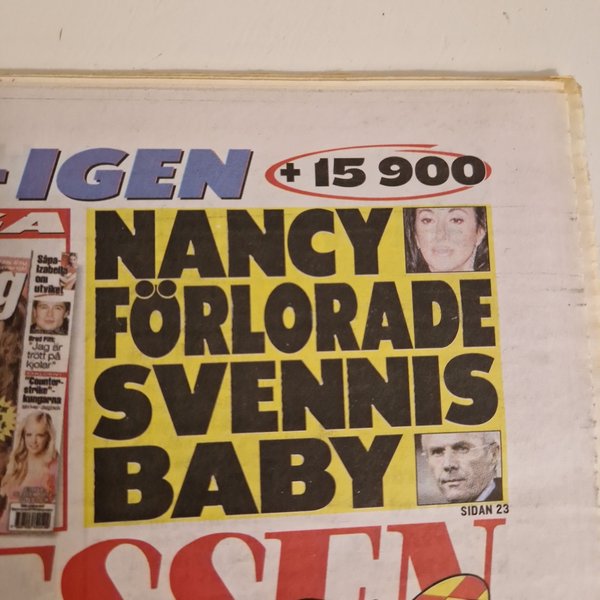 - IGEN
+ 15 900
NANCY
FÖRLORADE
SVENNIS
BABY
SIDAN 23
Såpa-
Izabella
om
utviket
Brad Pitt:
"Jag är
trött på
kjolar"
"Counter-
strike"-
kungarna
ESSEN